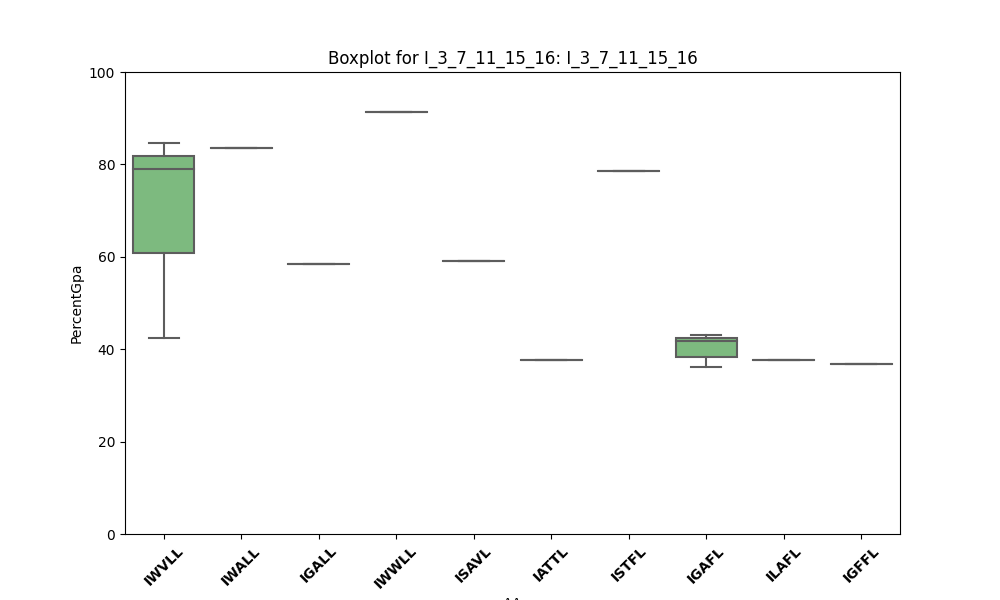 Boxplot for I_3_7_11_15_16: I_3_7_11_15_16
100
80
60
40
20
0
PercentGpa
IWVLL
IWALL
IGALL
IWWLL
ISAVL
IATTL
ISTFL
IGAFL
ILAFL
IGFFL